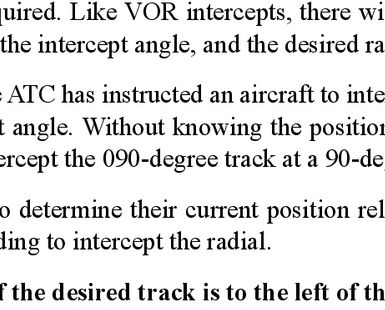 quired. Like VOR intercepts, there wi
the intercept angle, and the desired ra
ATC has instructed an aircraft to inte
angle. Without knowing the position
ercept the 090-degree track at a 90-de
o determine their current position rel
ding to intercept the radial.
f the desired track is to the left of th